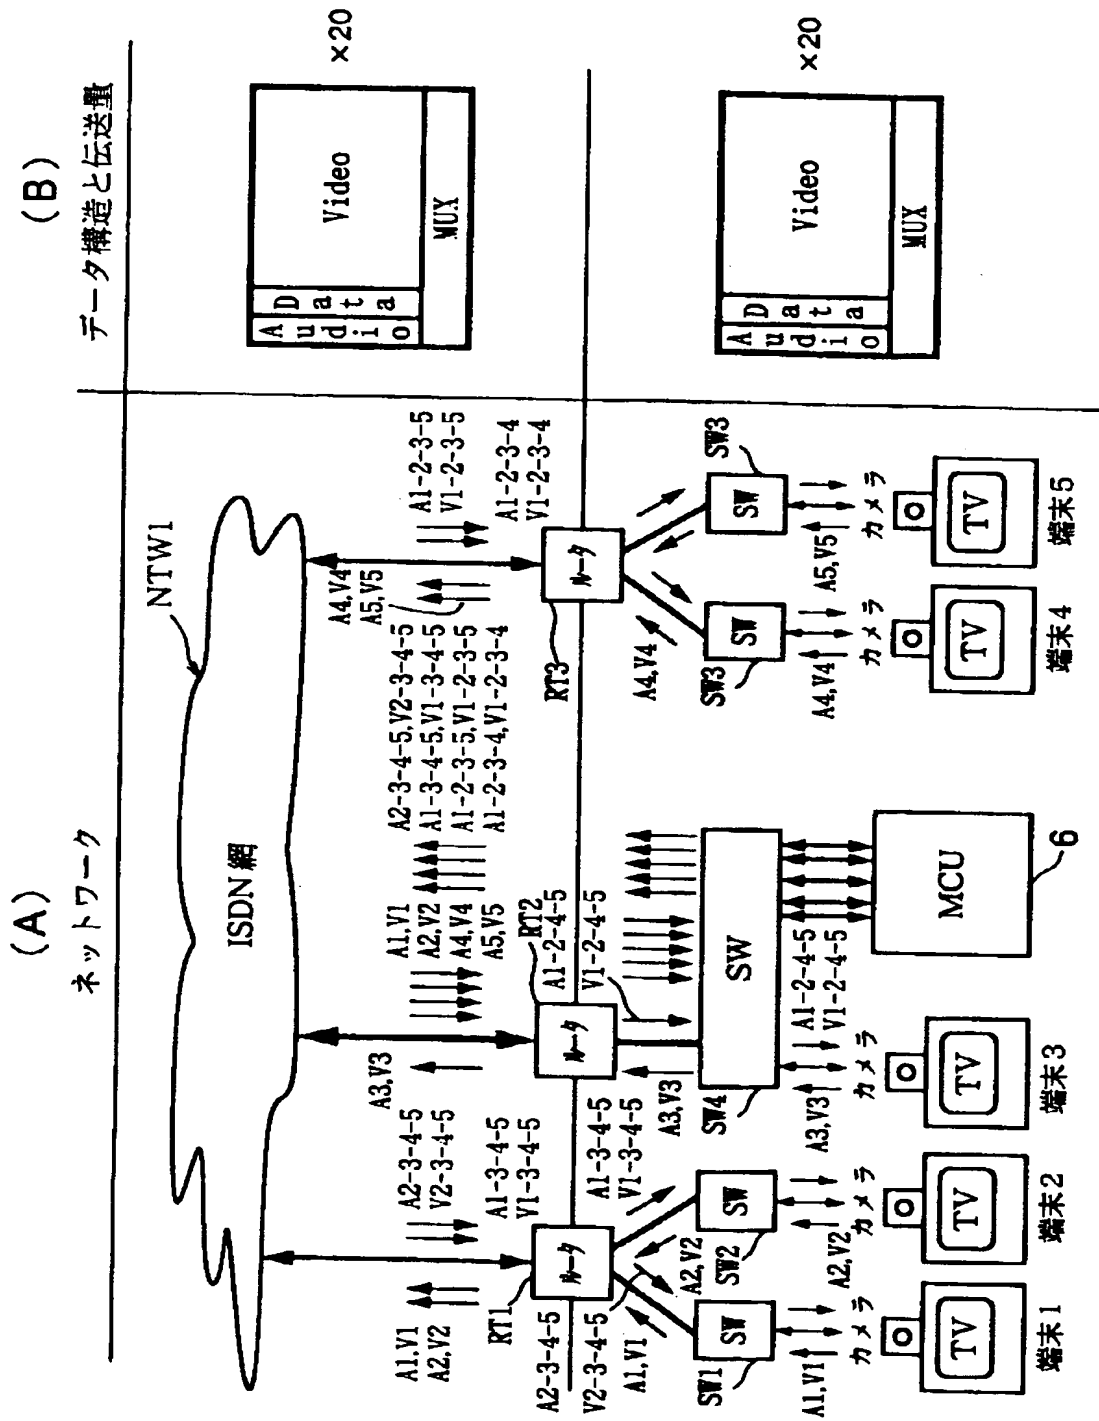 (A)
ネットワーク
(B)
データ構造と伝送量
NTW1
ISDN網
A1,V1
A2,V2
A2-3-4-5
V2-3-4-5
A1-3-4-5
V1-3-4-5
A3,V3
A1,V1
A2,V2
A4,V4
A5,V5
A2-3-4-5,V2-3-4-5
A1-3-4-5,V1-3-4-5
A1-2-3-5,V1-2-3-5
A1-2-3-4,V1-2-3-4
A4,V4
A5,V5
A1-2-3-5
V1-2-3-5
A1-2-3-4
V1-2-3-4
RT1
ルータ
RT2
ルータ
RT3
ルータ
A2-3-4-5
V2-3-4-5
A1,V1
A2,V2
A1-3-4-5
V1-3-4-5
A3,V3
A1-2-4-5
V1-2-4-5
A4,V4
SW1
SW
SW2
SW
SW4
SW
SW3
SW
SW3
SW
A1,V1
A2,V2
A3,V3
A1-2-4-5
V1-2-4-5
A4,V4
A5,V5
カメラ
カメラ
カメラ
カメラ
カメラ
TV
TV
TV
MCU
6
TV
TV
端末1
端末2
端末3
端末4
端末5
Audio
Data
Video
MUX
×20
Audio
Data
Video
MUX
×20